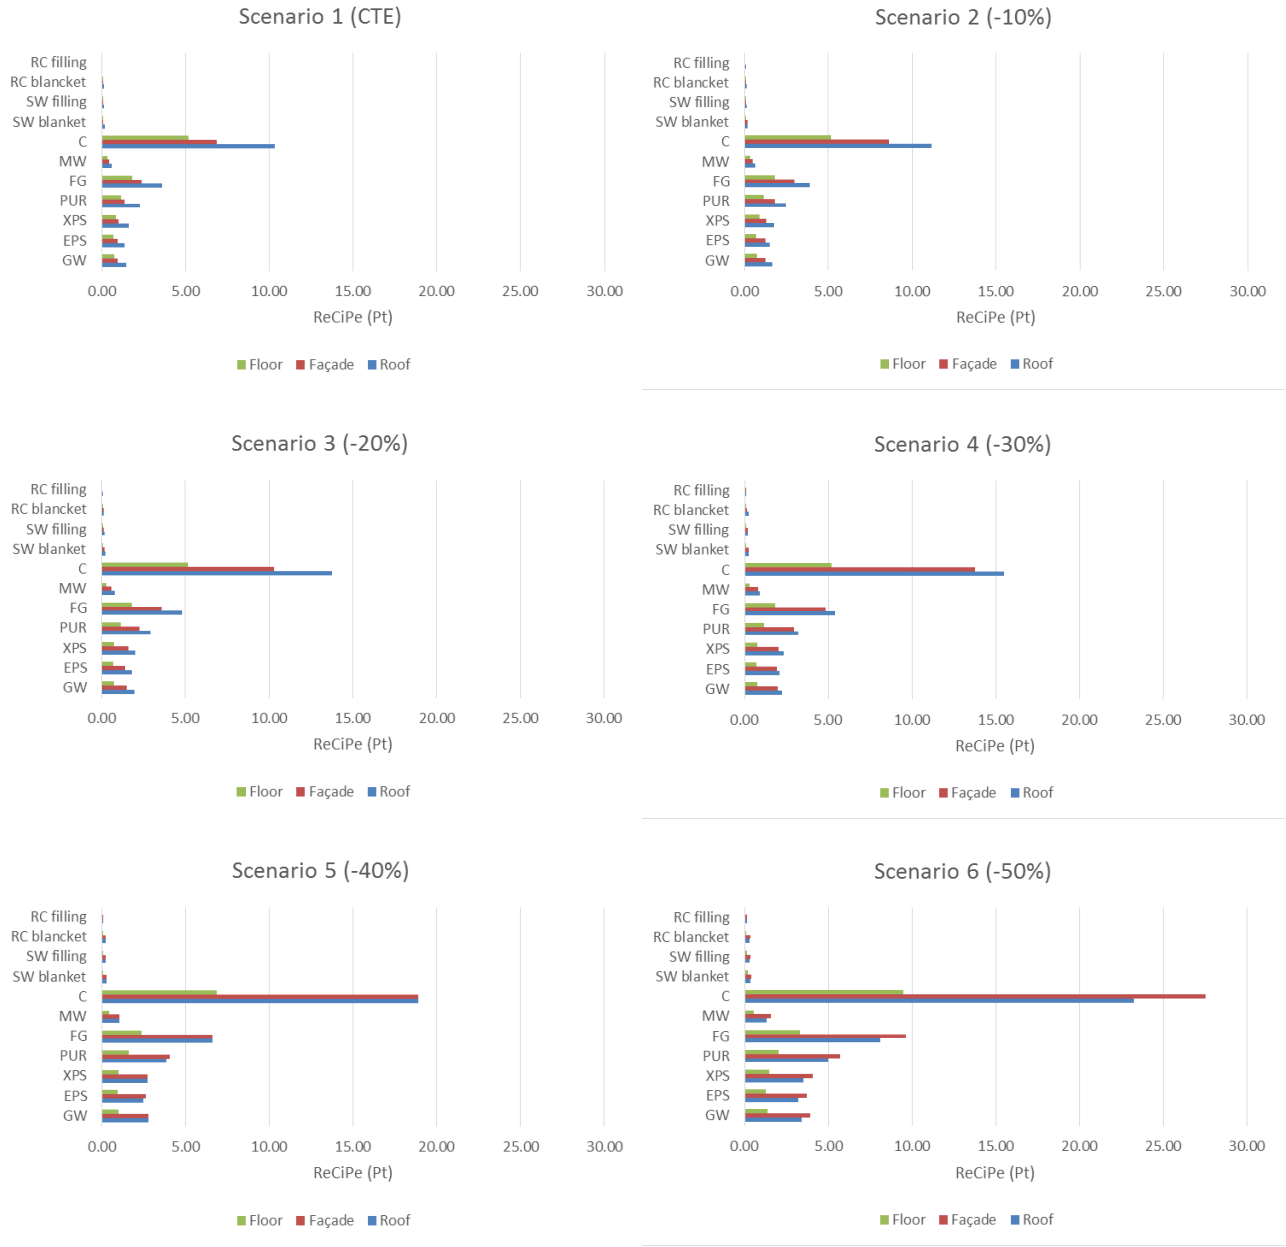 Scenario 1 (CTE)
RC filling
RC blancket
SW filling
SW blanket
C
MW
FG
PUR
XPS
EPS
GW
0.00 5.00 10.00 15.00 20.00 25.00 30.00
ReCiPe (Pt)
Floor Façade Roof
Scenario 2 (-10%)
RC filling
RC blancket
SW filling
SW blanket
C
MW
FG
PUR
XPS
EPS
GW
0.00 5.00 10.00 15.00 20.00 25.00 30.00
ReCiPe (Pt)
Floor Façade Roof
Scenario 3 (-20%)
RC filling
RC blancket
SW filling
SW blanket
C
MW
FG
PUR
XPS
EPS
GW
0.00 5.00 10.00 15.00 20.00 25.00 30.00
ReCiPe (Pt)
Floor Façade Roof
Scenario 4 (-30%)
RC filling
RC blancket
SW filling
SW blanket
C
MW
FG
PUR
XPS
EPS
GW
0.00 5.00 10.00 15.00 20.00 25.00 30.00
ReCiPe (Pt)
Floor Façade Roof
Scenario 5 (-40%)
RC filling
RC blancket
SW filling
SW blanket
C
MW
FG
PUR
XPS
EPS
GW
0.00 5.00 10.00 15.00 20.00 25.00 30.00
ReCiPe (Pt)
Floor Façade Roof
Scenario 6 (-50%)
RC filling
RC blancket
SW filling
SW blanket
C
MW
FG
PUR
XPS
EPS
GW
0.00 5.00 10.00 15.00 20.00 25.00 30.00
ReCiPe (Pt)
Floor Façade Roof